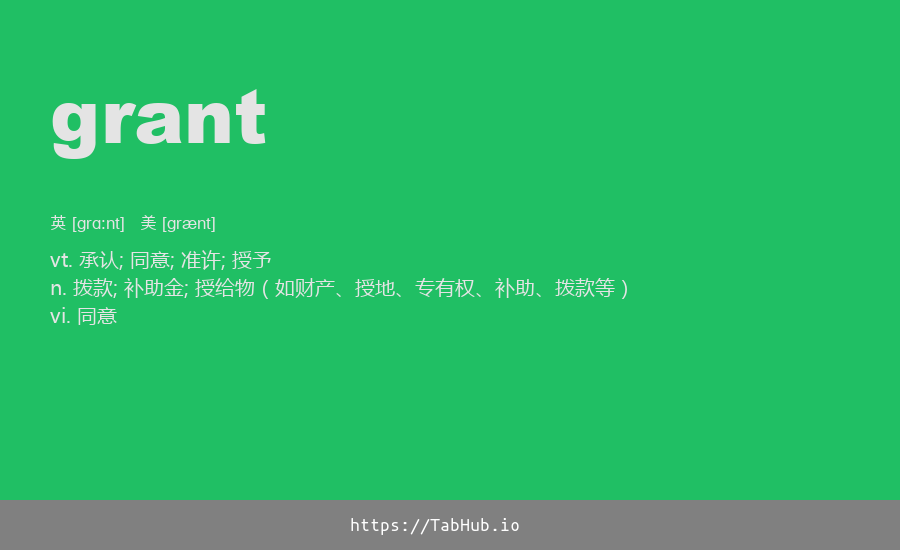 grant
英 [grɑːnt] 美 [grænt]
vt. 承认; 同意; 准许; 授予
n. 拨款; 补助金; 授给物（如财产、授地、专有权、补助、拨款等）
vi. 同意
https://TabHub.io